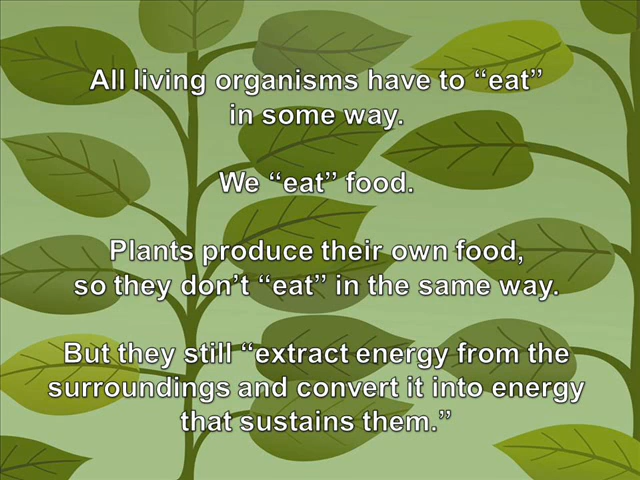 All living organisms have to “eat”
in some way.
We “eat” food.
Plants produce their own food,
so they don’t “eat” in the same way.
But they still “extract energy from the
surroundings and convert it into energy
that sustains them.”